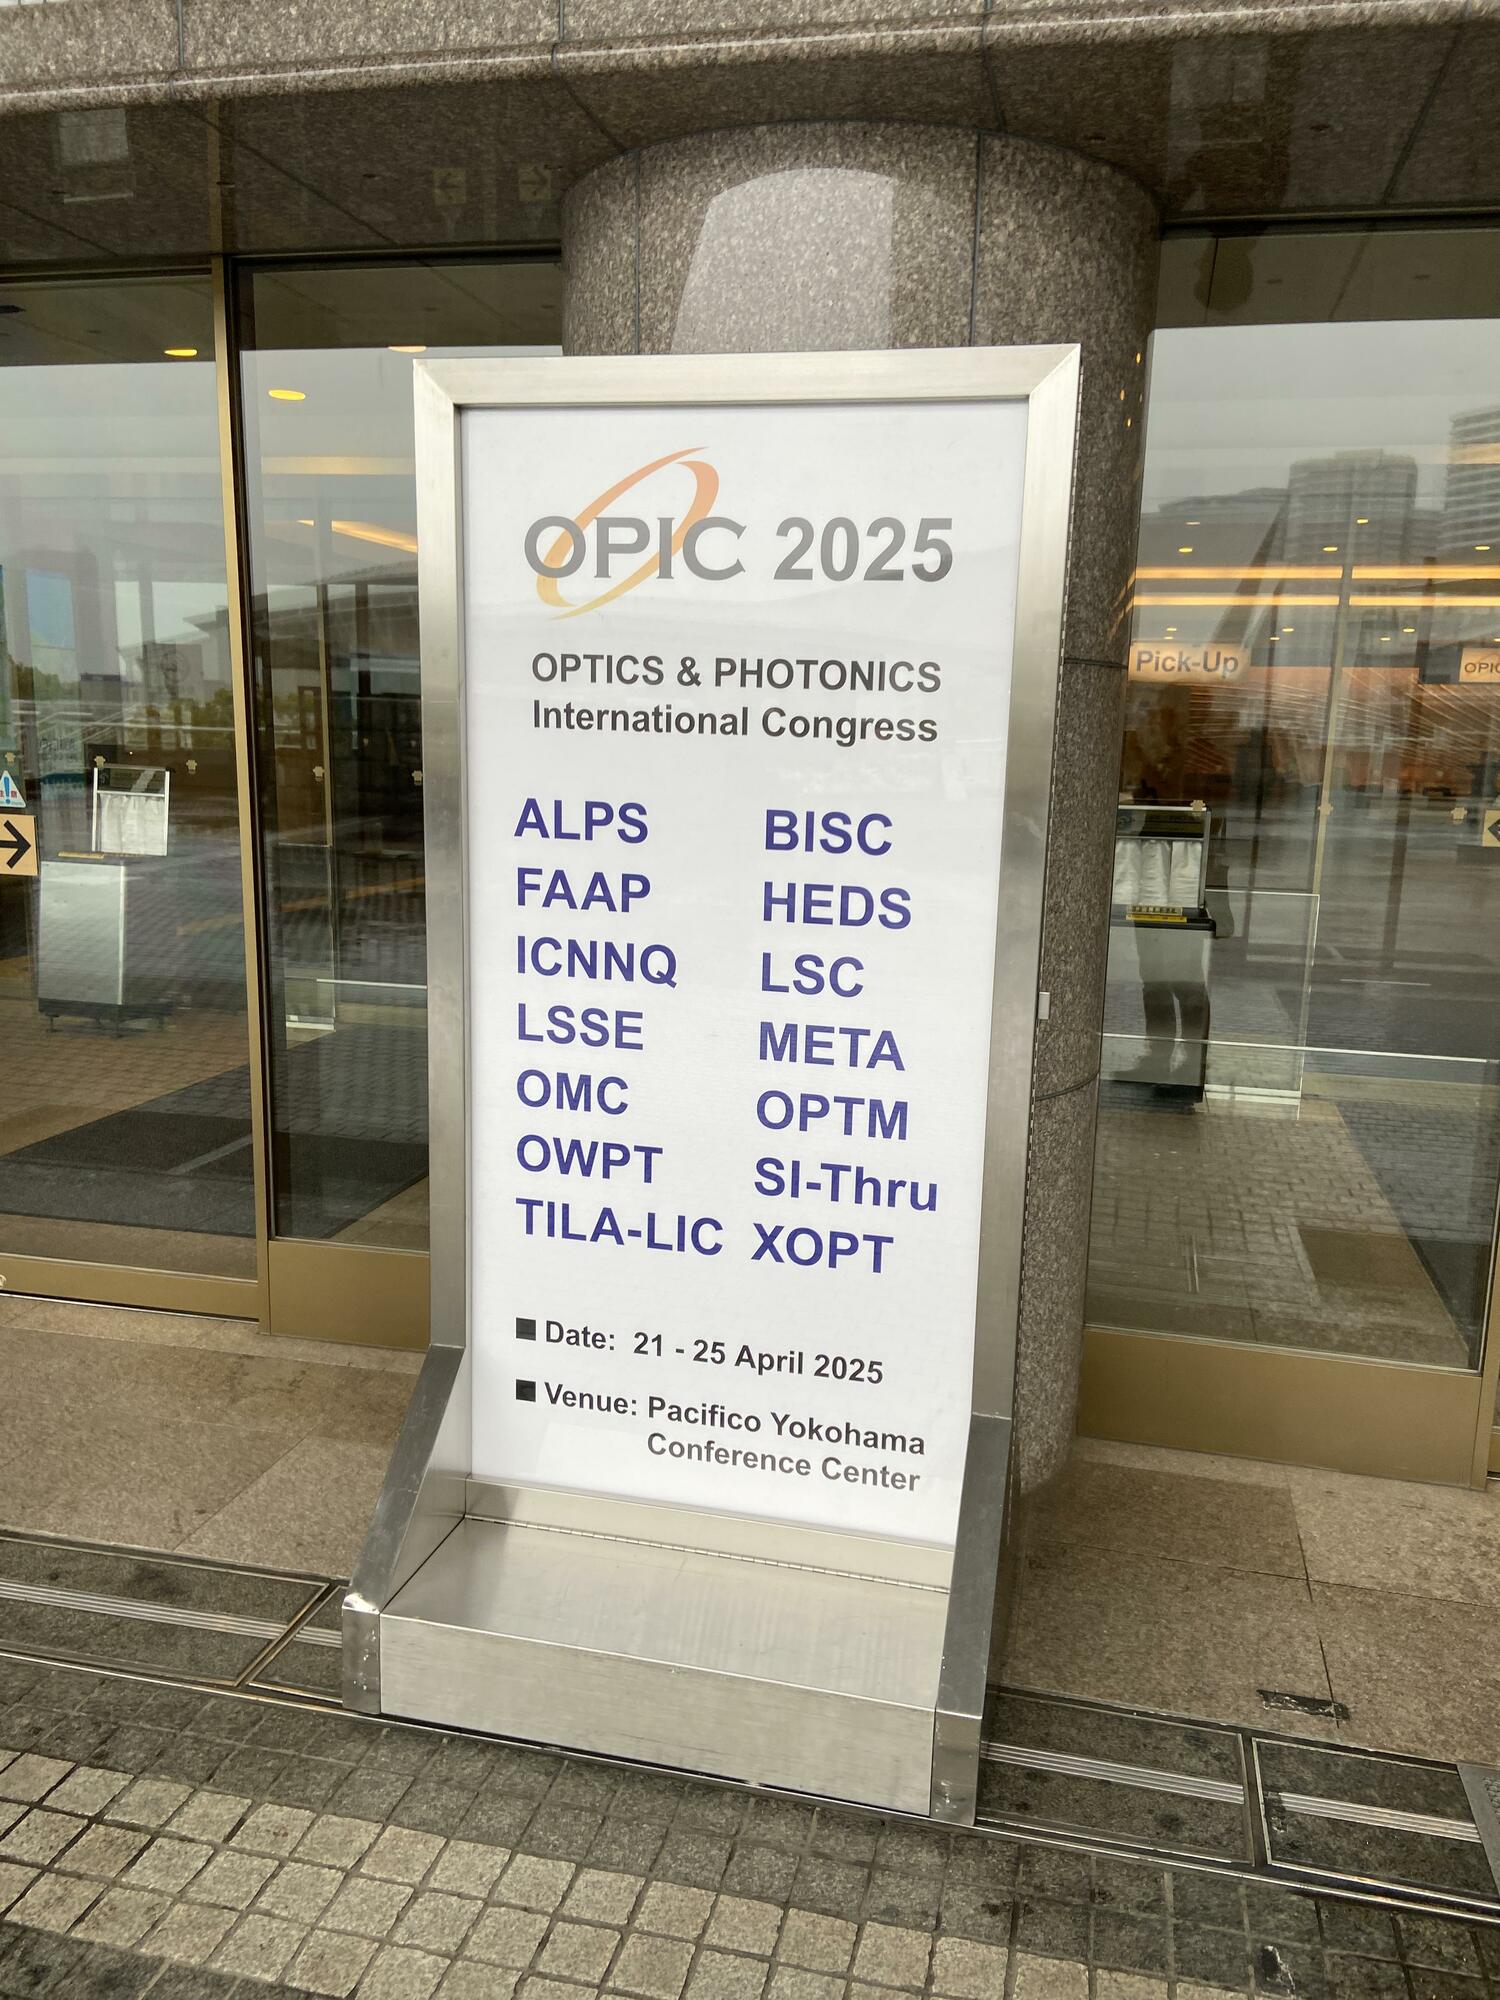 OPIC 2025
OPTICS & PHOTONICS
International Congress
ALPS BISC
FAAP HEDS
ICNNQ LSC
LSSE META
OMC OPTM
OWPT SI-Thru
TILA-LIC XOPT
■ Date: 21 - 25 April 2025
■ Venue: Pacifico Yokohama
Conference Center
Pick-Up
OPIC